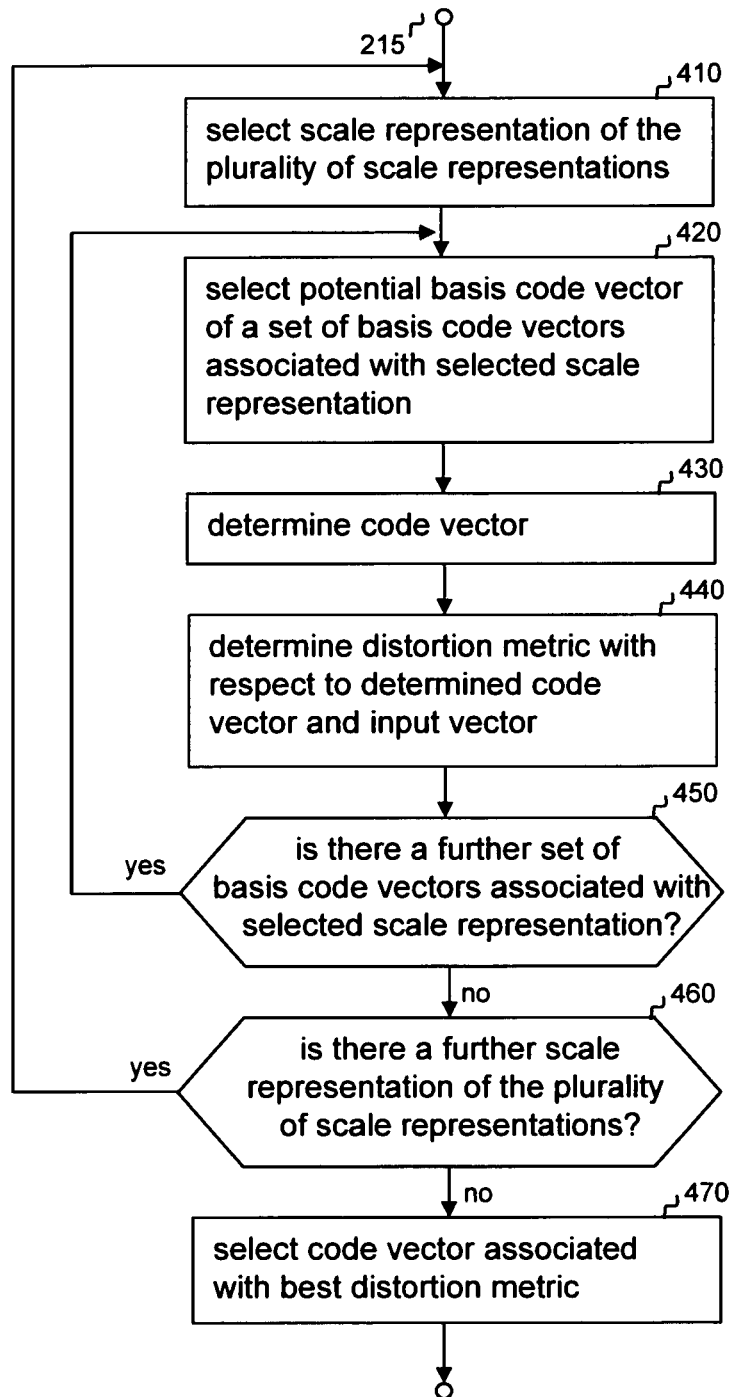 215
410
select scale representation of the
plurality of scale representations
420
select potential basis code vector
of a set of basis code vectors
associated with selected scale
representation
430
determine code vector
440
determine distortion metric with
respect to determined code
vector and input vector
450
yes
is there a further set of
basis code vectors associated with
selected scale representation?
no
460
yes
is there a further scale
representation of the plurality
of scale representations?
no
470
select code vector associated
with best distortion metric